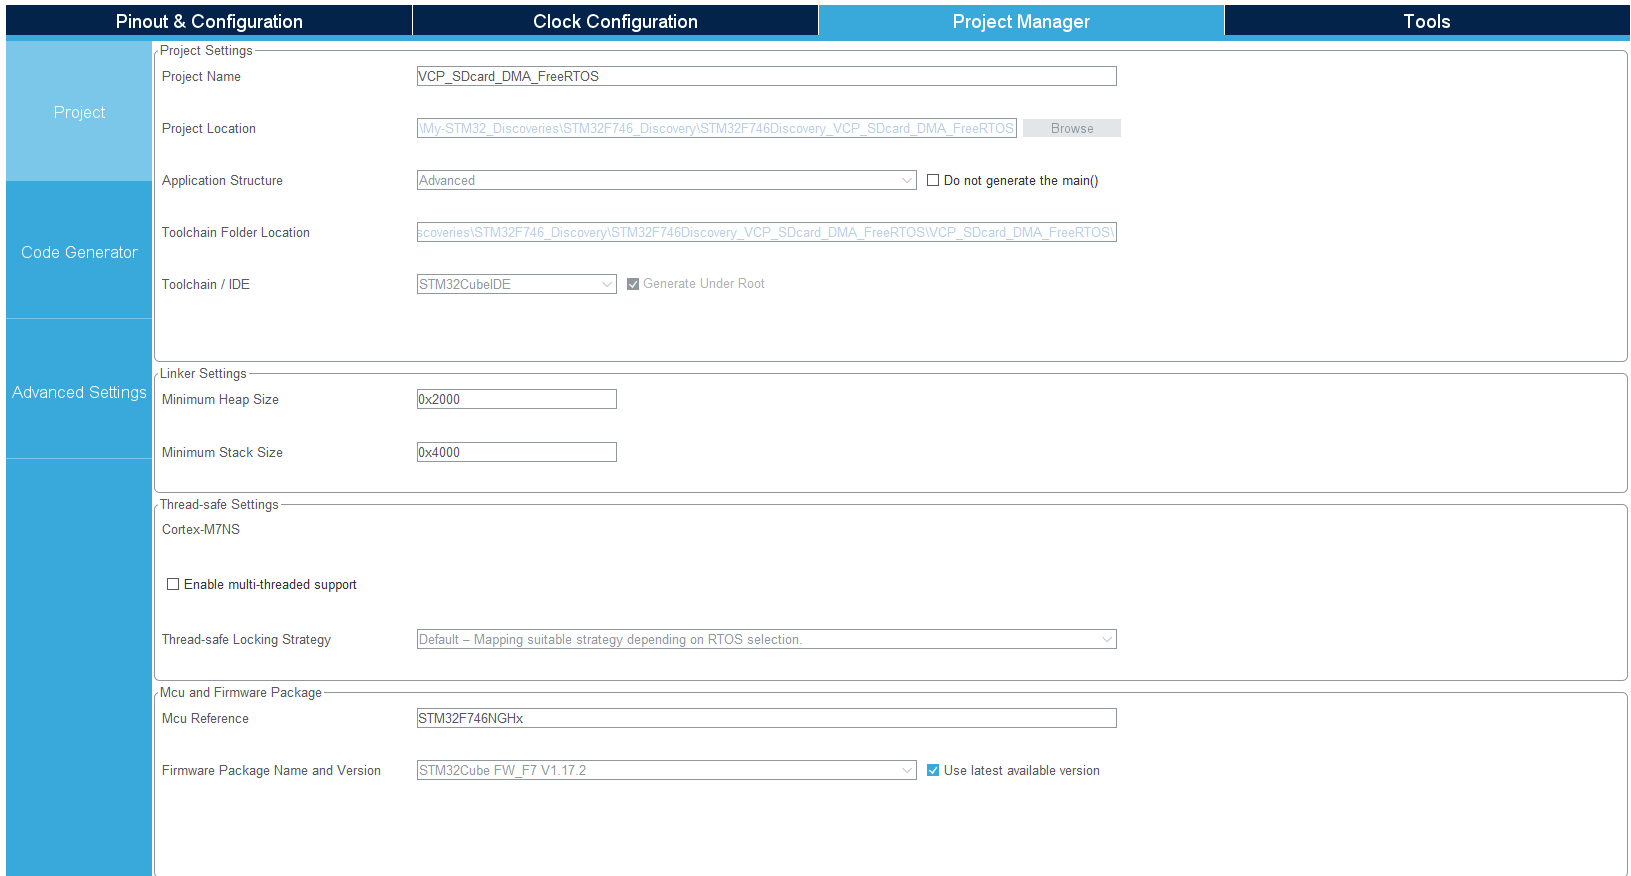 Pinout & Configuration
Clock Configuration
Project Manager
Tools
Project
Code Generator
Advanced Settings
Project Settings
Project Name
VCP_SDcard_DMA_FreeRTOS
Project Location
\My-STM32_Discoveries\STM32F746_Discovery\STM32F746Discovery_VCP_SDcard_DMA_FreeRTOS
Browse
Application Structure
Advanced
Do not generate the main()
Toolchain Folder Location
scoveries\STM32F746_Discovery\STM32F746Discovery_VCP_SDcard_DMA_FreeRTOS\VCP_SDcard_DMA_FreeRTOS\
Toolchain / IDE
STM32CubeIDE
Generate Under Root
Linker Settings
Minimum Heap Size
0x2000
Minimum Stack Size
0x4000
Thread-safe Settings
Cortex-M7NS
Enable multi-threaded support
Thread-safe Locking Strategy
Default – Mapping suitable strategy depending on RTOS selection.
Mcu and Firmware Package
Mcu Reference
STM32F746NGHx
Firmware Package Name and Version
STM32Cube FW_F7 V1.17.2
Use latest available version